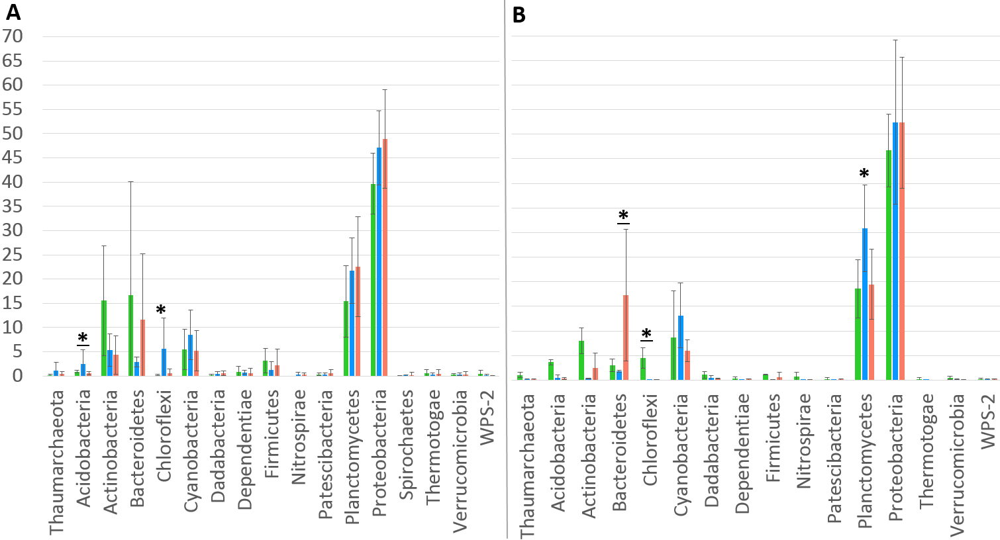 A
B
70
65
60
55
50
45
40
35
30
25
20
15
10
5
0
*
*
*
*
*
Thaumarchaeota
Acidobacteria
Actinobacteria
Bacteroidetes
Chloroflexi
Cyanobacteria
Dadabacteria
Dependentiae
Firmicutes
Nitrospirae
Patescibacteria
Planctomycetes
Proteobacteria
Spirochaetes
Thermotogae
Verrucomicrobia
WPS-2
Thaumarchaeota
Acidobacteria
Actinobacteria
Bacteroidetes
Chloroflexi
Cyanobacteria
Dadabacteria
Dependentiae
Firmicutes
Nitrospirae
Patescibacteria
Planctomycetes
Proteobacteria
Thermotogae
Verrucomicrobia
WPS-2